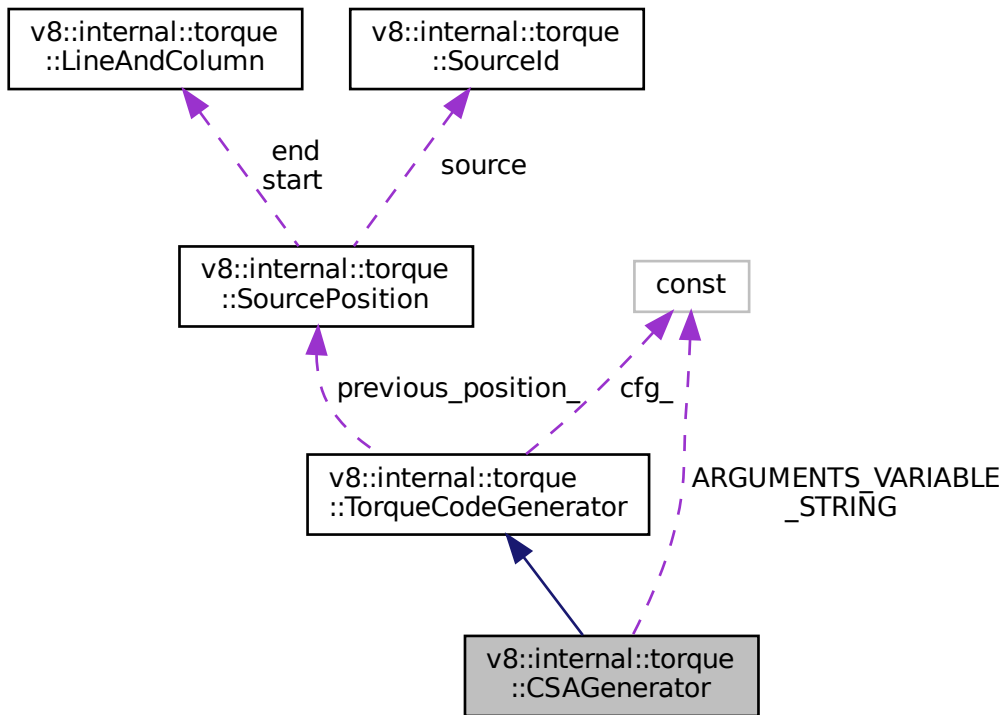 v8::internal::torque
::LineAndColumn
v8::internal::torque
::SourceId
end
start
source
v8::internal::torque
::SourcePosition
const
previous_position_
cfg_
v8::internal::torque
::TorqueCodeGenerator
ARGUMENTS_VARIABLE
_STRING
v8::internal::torque
::CSAGenerator